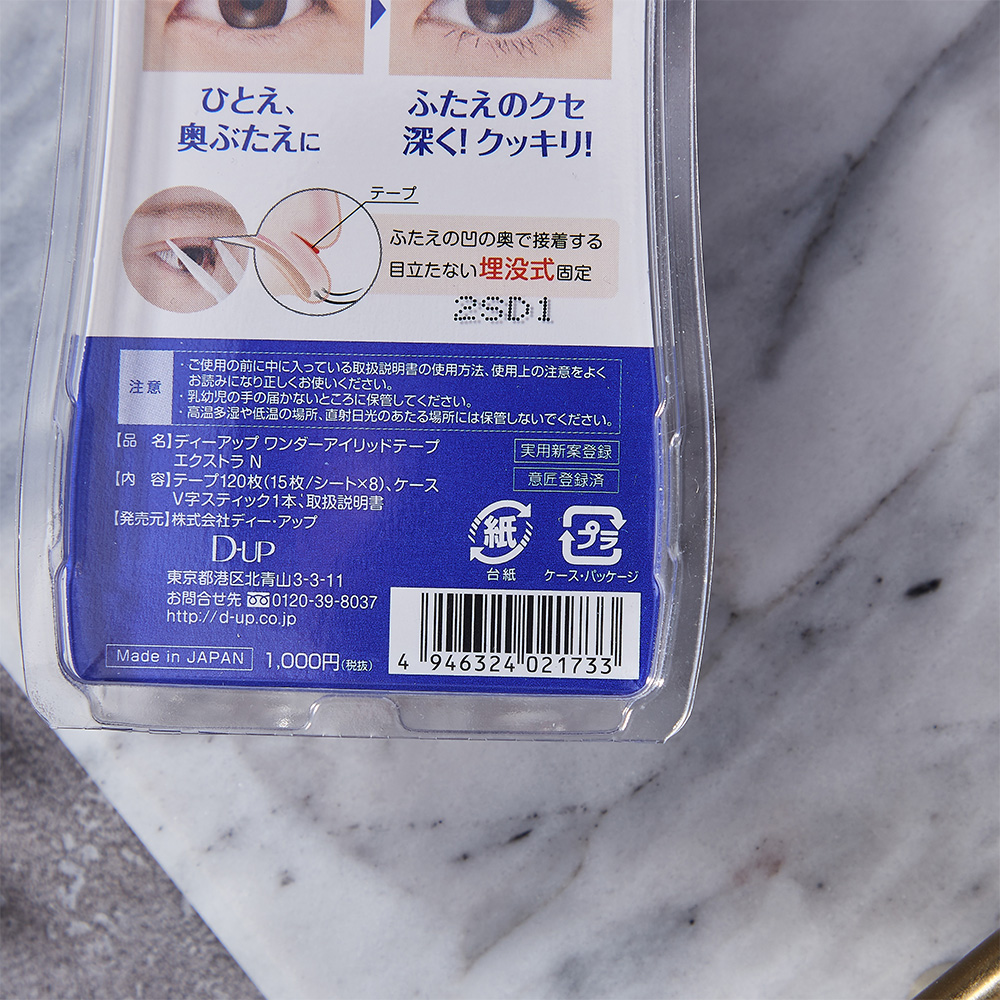 ひとえ、
奥ぶたえに
ふたえのクセ
深く!クッキリ!
テープ
ふたえの凹の奥で接着する
目立たない埋没式固定
2SD1
注意
・ご使用の前に中に入っている取扱説明書の使用方法、使用上の注意をよく
お読みになり正しくお使いください。
・乳幼児の手の届かないところに保管してください。
・高温多湿や低温の場所、直射日光のあたる場所には保管しないでください。
【品 名】ディーアップ ワンダーアイリッドテープ
エクストラ N
【内 容】テープ120枚(15枚/シート×8)、ケース
V字スティック1本、取扱説明書
【発売元】株式会社ディー・アップ
D-UP
東京都港区北青山3-3-11
お問合せ先 0120-39-8037
http://d-up.co.jp
Made in JAPAN
1,000円(税抜)
実用新案登録
意匠登録済
紙
台紙
プラ
ケース・パッケージ
4 946324 021733